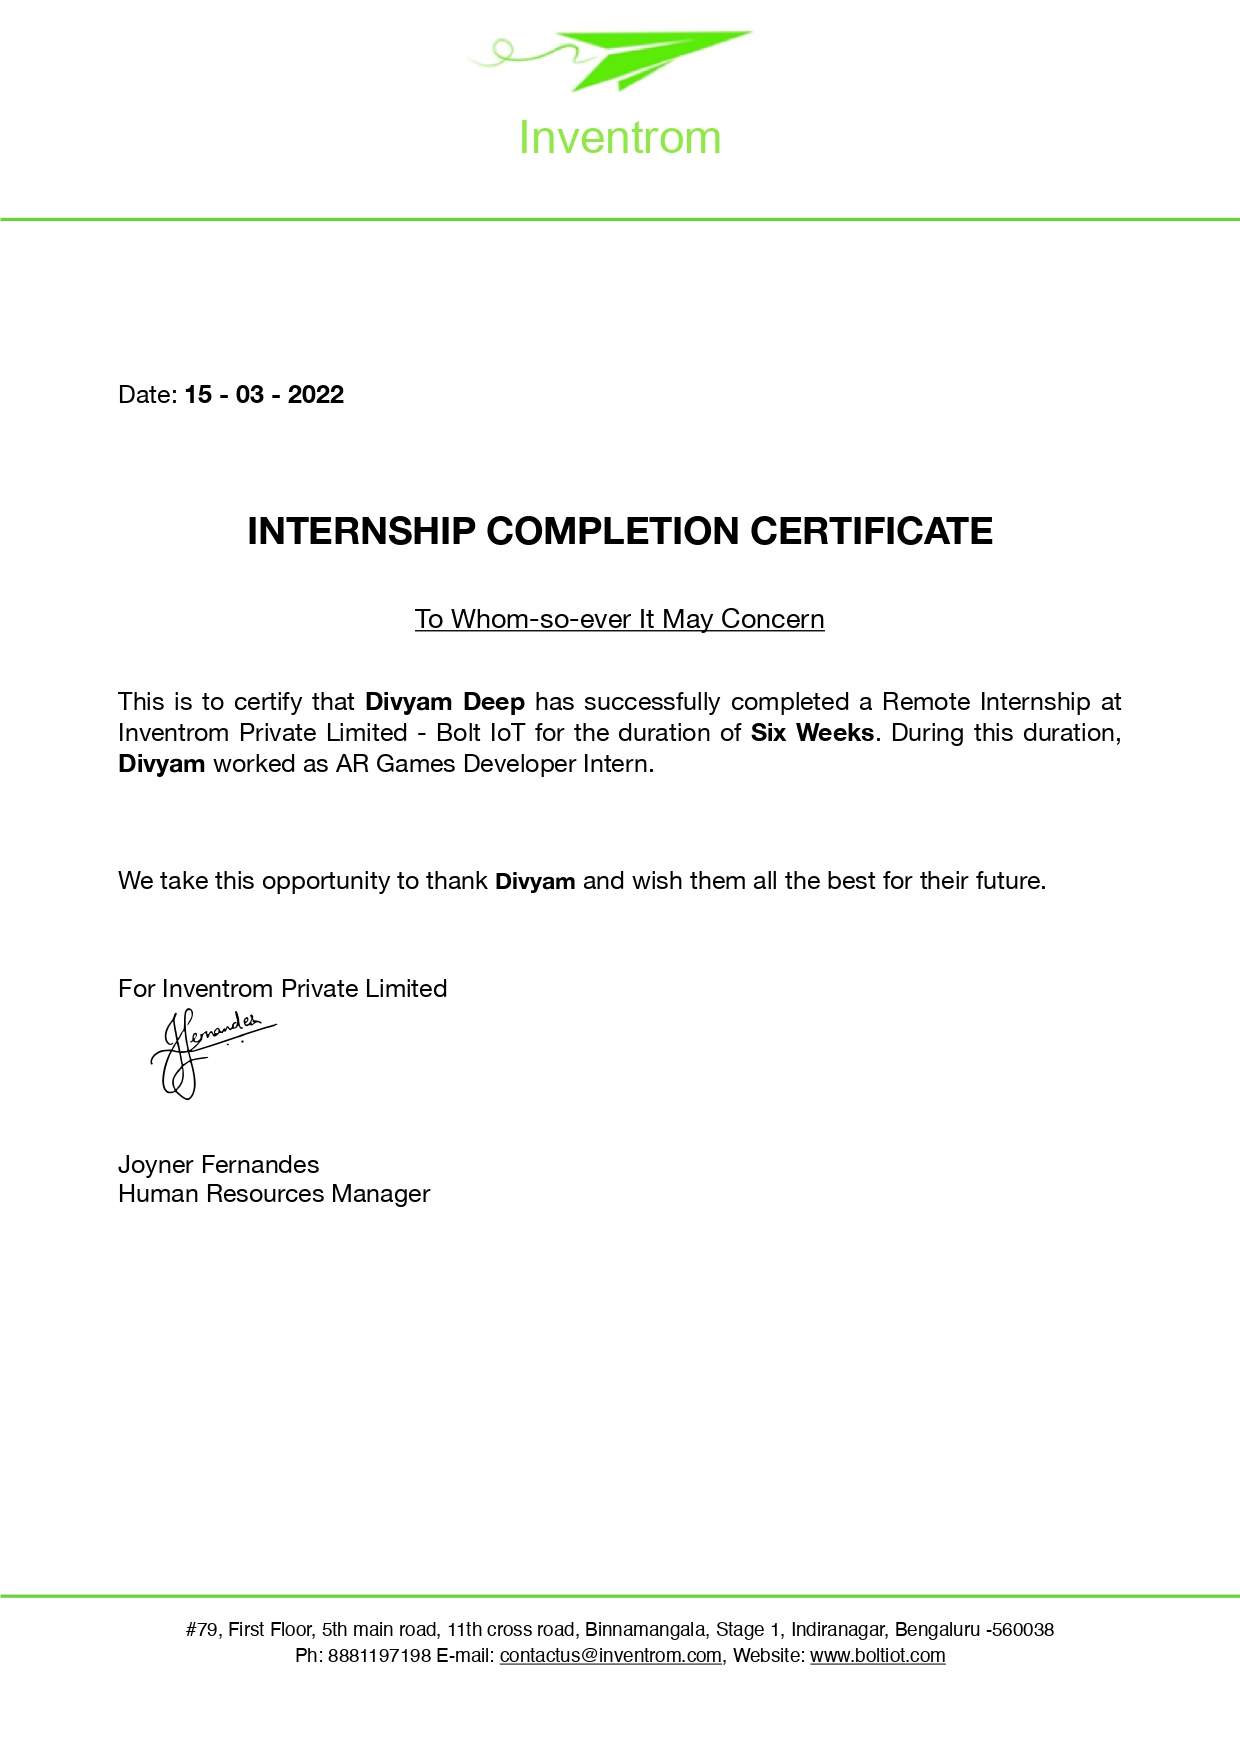 Inventrom
Date: 15 - 03 - 2022
INTERNSHIP COMPLETION CERTIFICATE
To Whom-so-ever It May Concern
This is to certify that Divyam Deep has successfully completed a Remote Internship at
Inventrom Private Limited - Bolt IoT for the duration of Six Weeks. During this duration,
Divyam worked as AR Games Developer Intern.
We take this opportunity to thank Divyam and wish them all the best for their future.
For Inventrom Private Limited
JFernandes
Joyner Fernandes
Human Resources Manager
#79, First Floor, 5th main road, 11th cross road, Binnamangala, Stage 1, Indiranagar, Bengaluru -560038
Ph: 8881197198 E-mail: contactus@inventrom.com, Website: www.boltiot.com